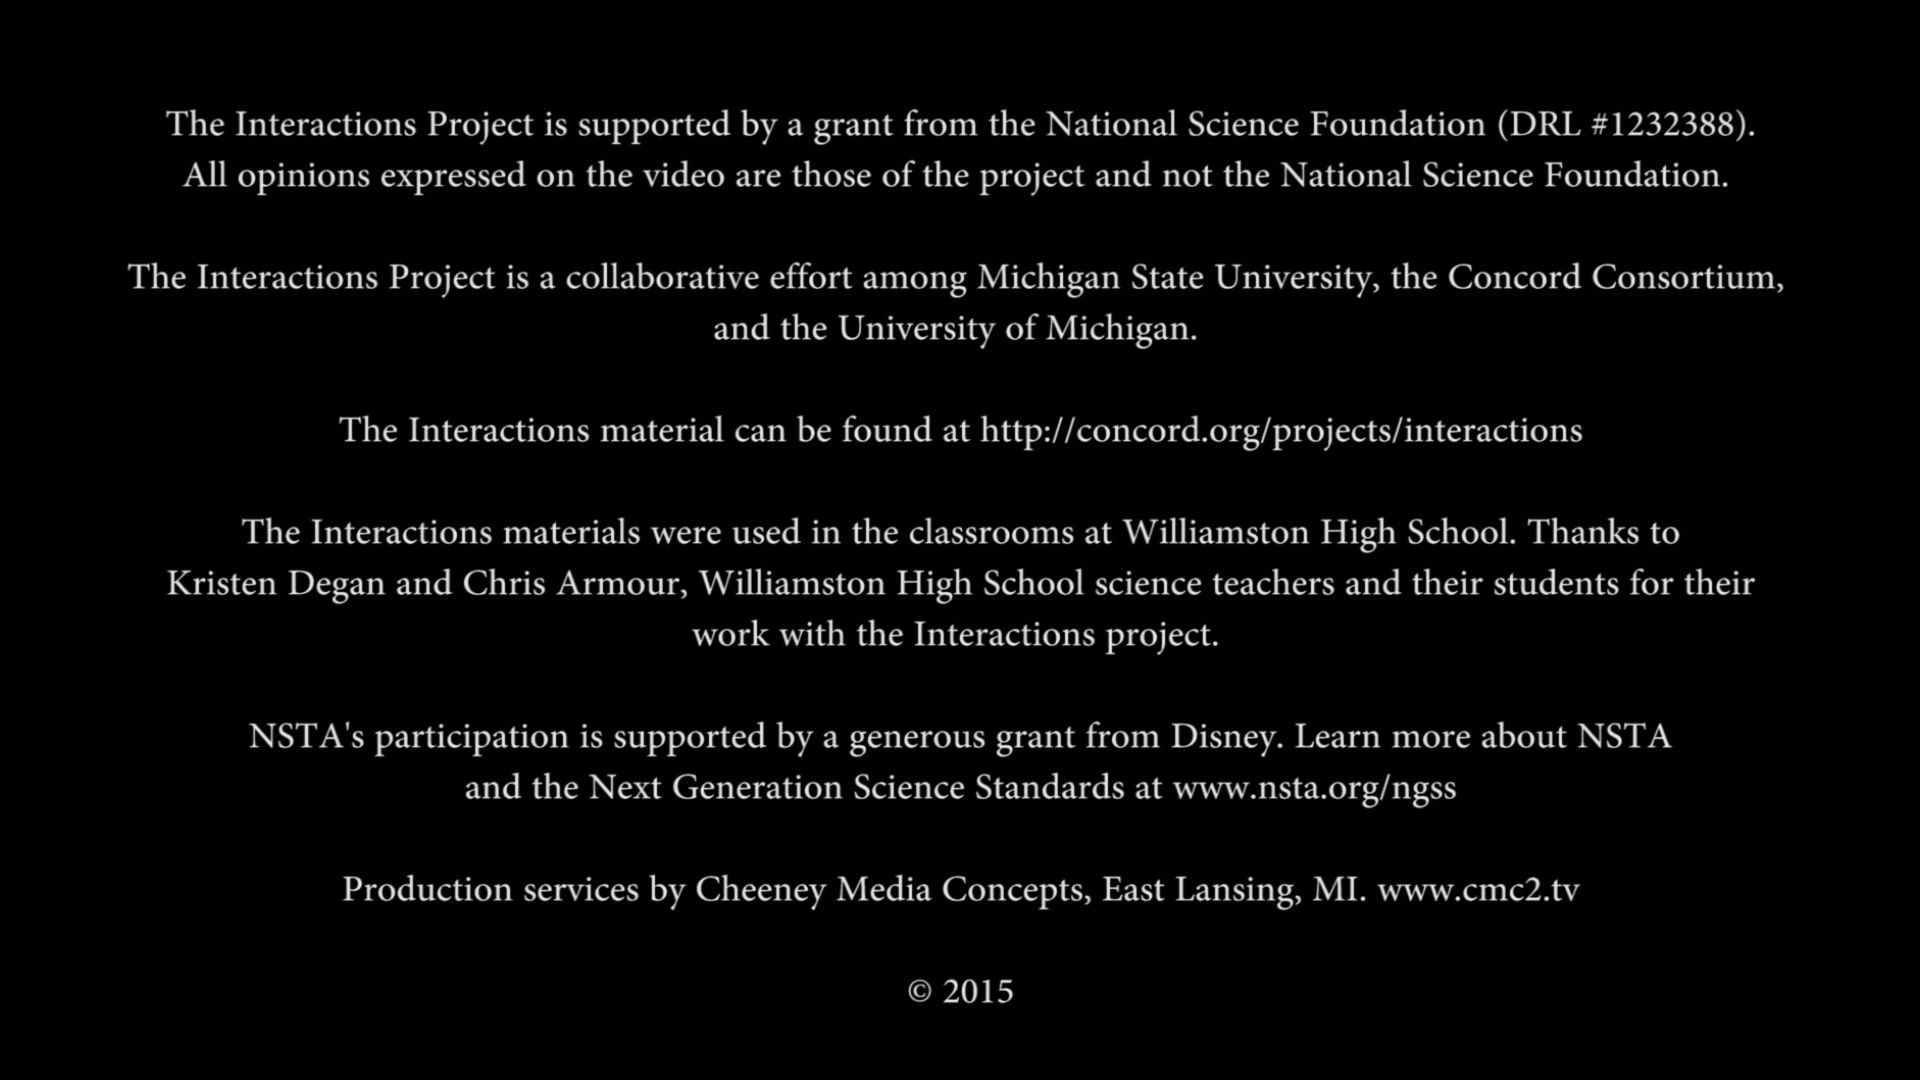 The Interactions Project is supported by a grant from the National Science Foundation (DRL #1232388).
All opinions expressed on the video are those of the project and not the National Science Foundation.
The Interactions Project is a collaborative effort among Michigan State University, the Concord Consortium,
and the University of Michigan.
The Interactions material can be found at http://concord.org/projects/interactions
The Interactions materials were used in the classrooms at Williamston High School. Thanks to
Kristen Degan and Chris Armour, Williamston High School science teachers and their students for their
work with the Interactions project.
NSTA's participation is supported by a generous grant from Disney. Learn more about NSTA
and the Next Generation Science Standards at www.nsta.org/ngss
Production services by Cheeney Media Concepts, East Lansing, MI. www.cmc2.tv
© 2015